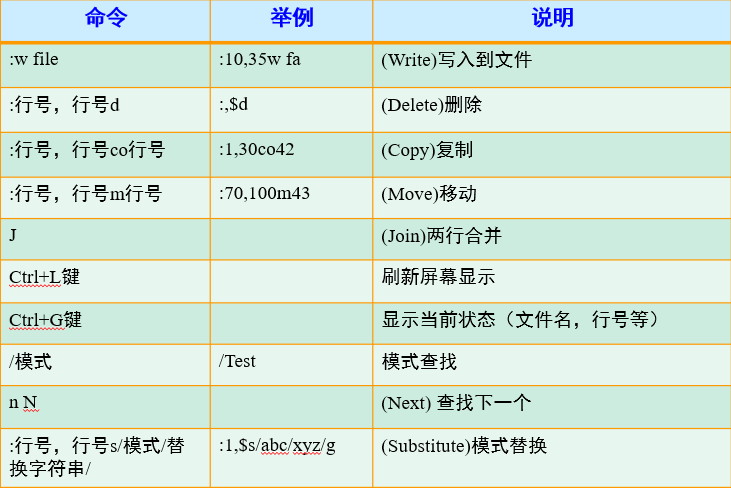 命令 举例 说明
:w file :10,35w fa (Write)写入到文件
:行号，行号d :,$d (Delete)删除
:行号，行号co行号 :1,30co42 (Copy)复制
:行号，行号m行号 :70,100m43 (Move)移动
J (Join)两行合并
Ctrl+L键 刷新屏幕显示
Ctrl+G键 显示当前状态（文件名，行号等）
/模式 /Test 模式查找
n N (Next) 查找下一个
:行号，行号s/模式/替 :1,$s/abc/xyz/g (Substitute)模式替换
换字符串/